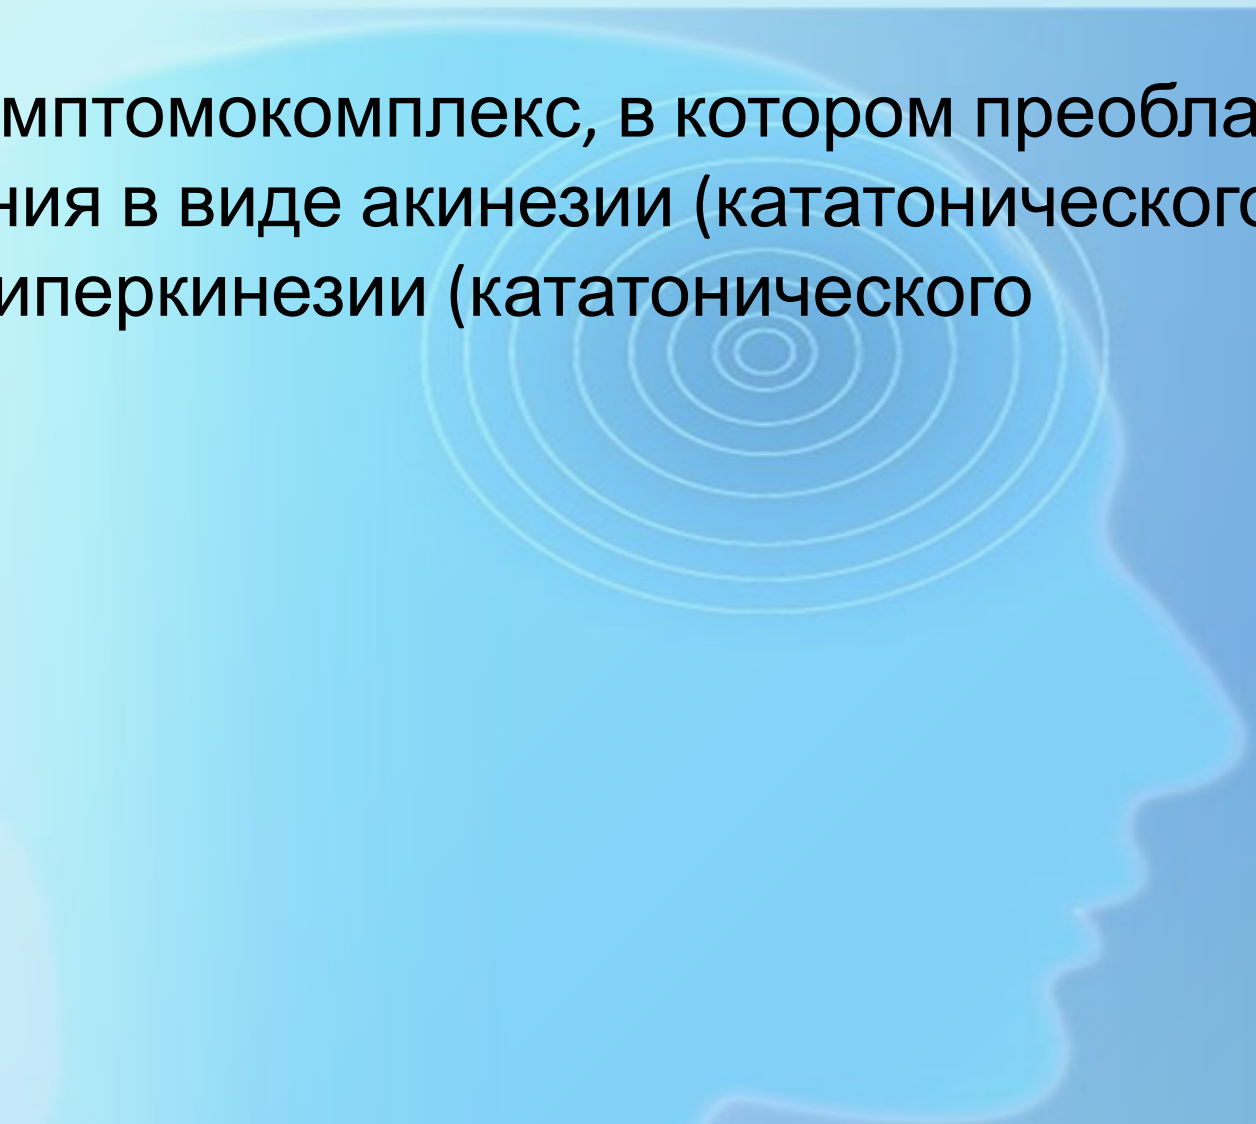 мптомокомплекс, в котором преобла
ния в виде акинезии (кататонического
иперкинезии (кататонического